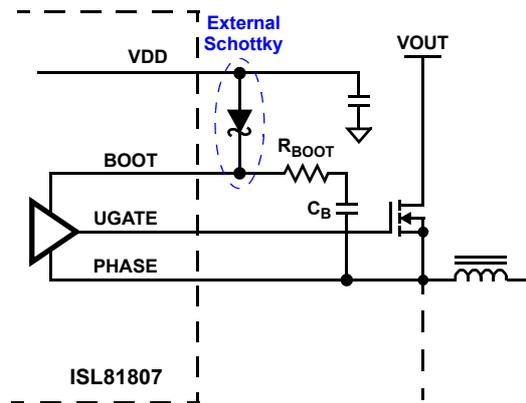 External
Schottky
VDD
VOUT
BOOT
RBOOT
CB
UGATE
PHASE
ISL81807